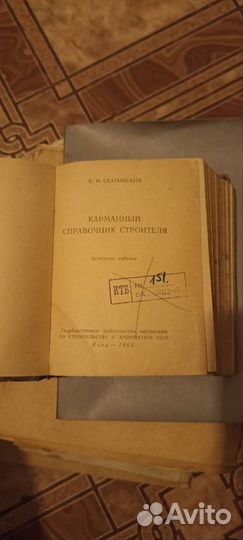 В. И. СКАТЫНСКИЙ
КАРМАННЫЙ
СПРАВОЧНИК СТРОИТЕЛЯ
Четвертое издание
КТБ
151.
Государственное издательство литературы
ПО СТРОИТЕЛЬСТВУ И АРХИТЕКТУРЕ УССР
Киев — 1962
Avito